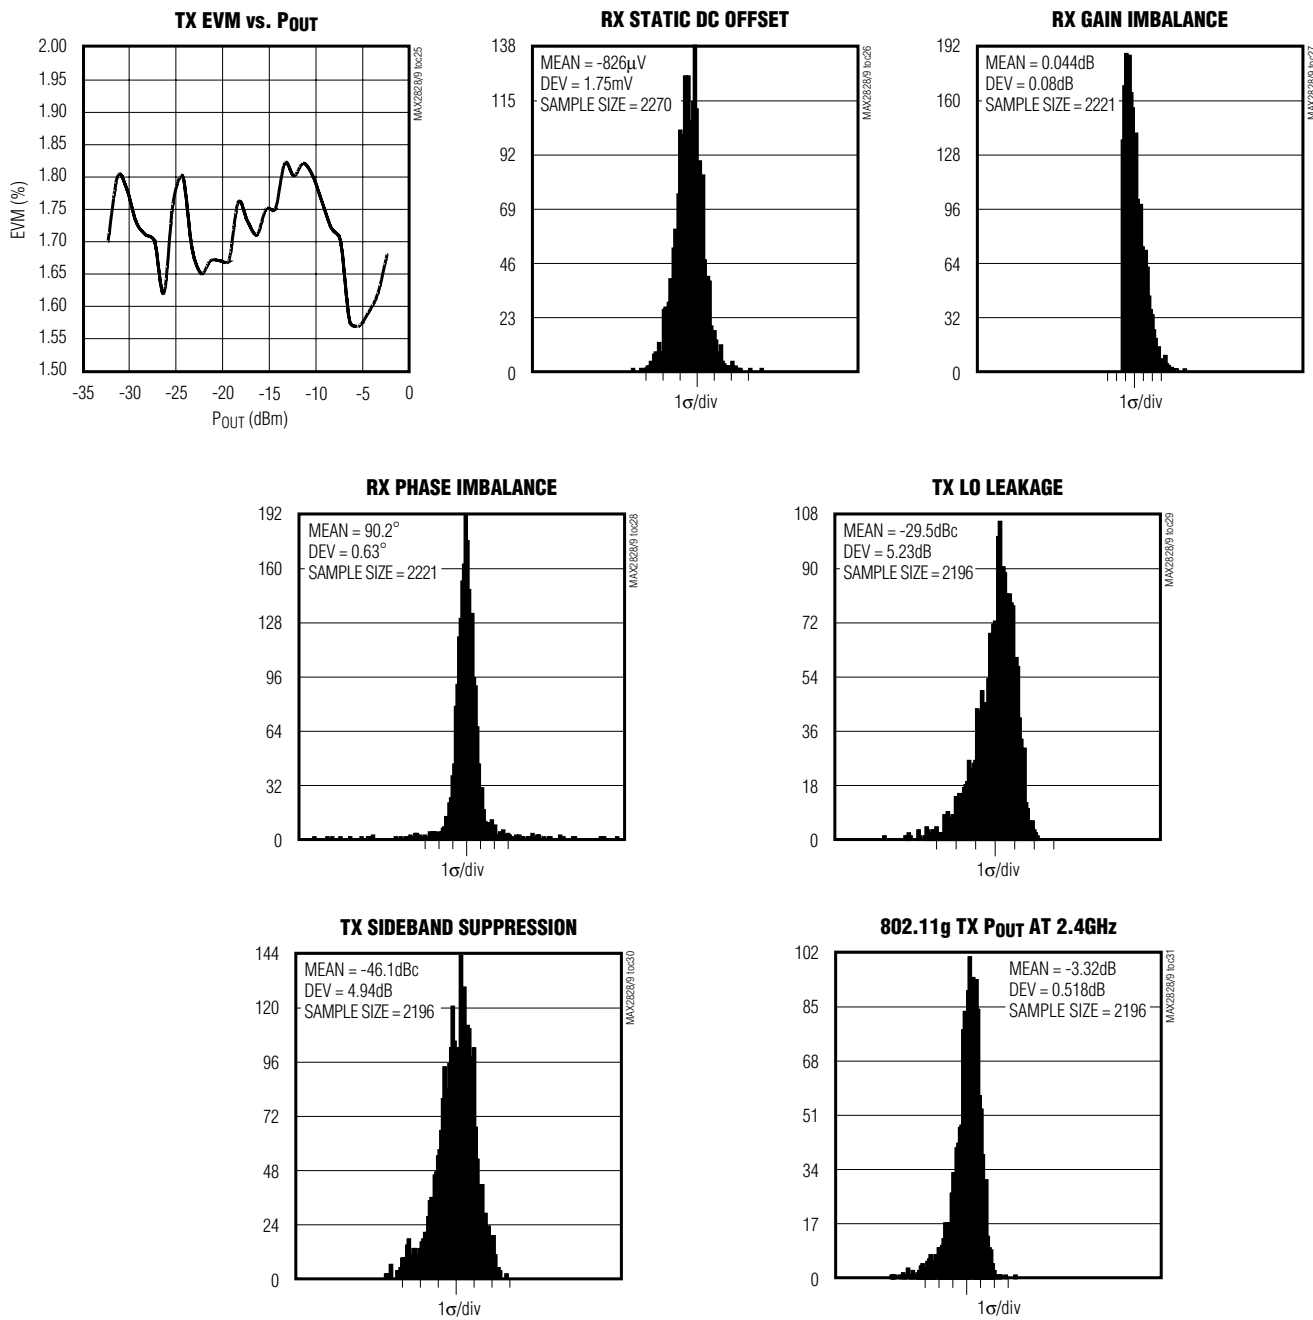 TX EVM vs. POUT
2.00
1.95
1.90
1.85
1.80
1.75
1.70
1.65
1.60
1.55
1.50
EVM (%)
-35 -30 -25 -20 -15 -10 -5 0
POUT (dBm)
MAX2828/9 toc25
RX STATIC DC OFFSET
138
115
92
69
46
23
0
MEAN = -826μV
DEV = 1.75mV
SAMPLE SIZE = 2270
1σ/div
MAX2828/9 toc26
RX GAIN IMBALANCE
192
160
128
96
64
32
0
MEAN = 0.044dB
DEV = 0.08dB
SAMPLE SIZE = 2221
1σ/div
MAX2828/9 toc27
RX PHASE IMBALANCE
192
160
128
96
64
32
0
MEAN = 90.2°
DEV = 0.63°
SAMPLE SIZE = 2221
1σ/div
MAX2828/9 toc28
TX LO LEAKAGE
108
90
72
54
36
18
0
MEAN = -29.5dBc
DEV = 5.23dB
SAMPLE SIZE = 2196
1σ/div
MAX2828/9 toc29
TX SIDEBAND SUPPRESSION
144
120
96
72
48
24
0
MEAN = -46.1dBc
DEV = 4.94dB
SAMPLE SIZE = 2196
1σ/div
MAX2828/9 toc30
802.11g TX POUT AT 2.4GHz
102
85
68
51
34
17
0
MEAN = -3.32dB
DEV = 0.518dB
SAMPLE SIZE = 2196
1σ/div
MAX2828/9 toc31